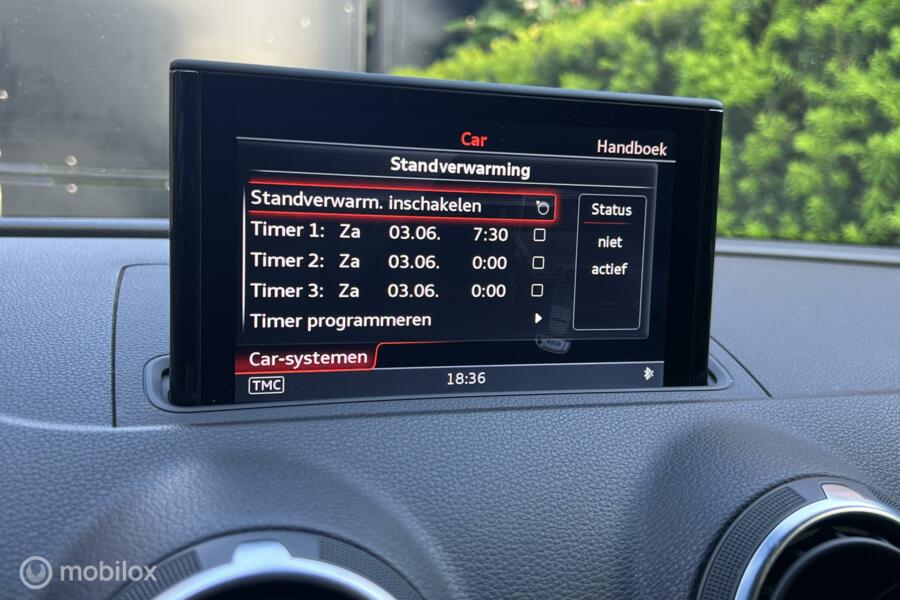 Car
Handboek
Standverwarming
Standverwarm. inschakelen
Timer 1: Za 03.06. 7:30
Timer 2: Za 03.06. 0:00
Timer 3: Za 03.06. 0:00
Timer programmeren
Status
niet
actief
Car-systemen
TMC
18:36
mobilox